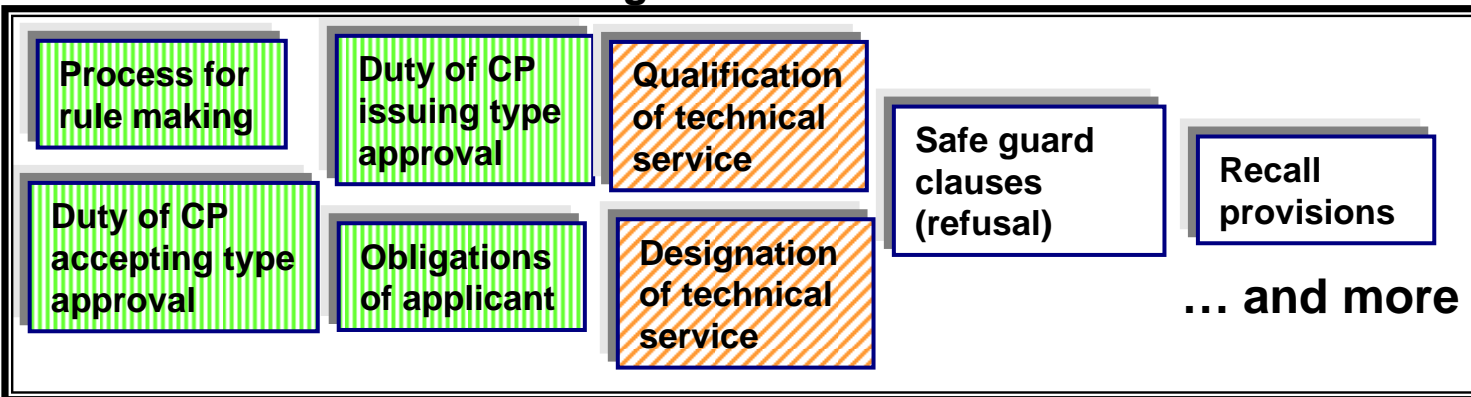 Process for
rule making
Duty of CP
issuing type
approval
Qualification
of technical
service
Safe guard
clauses
(refusal)
Recall
provisions
Duty of CP
accepting type
approval
Obligations
of applicant
Designation
of technical
service
… and more